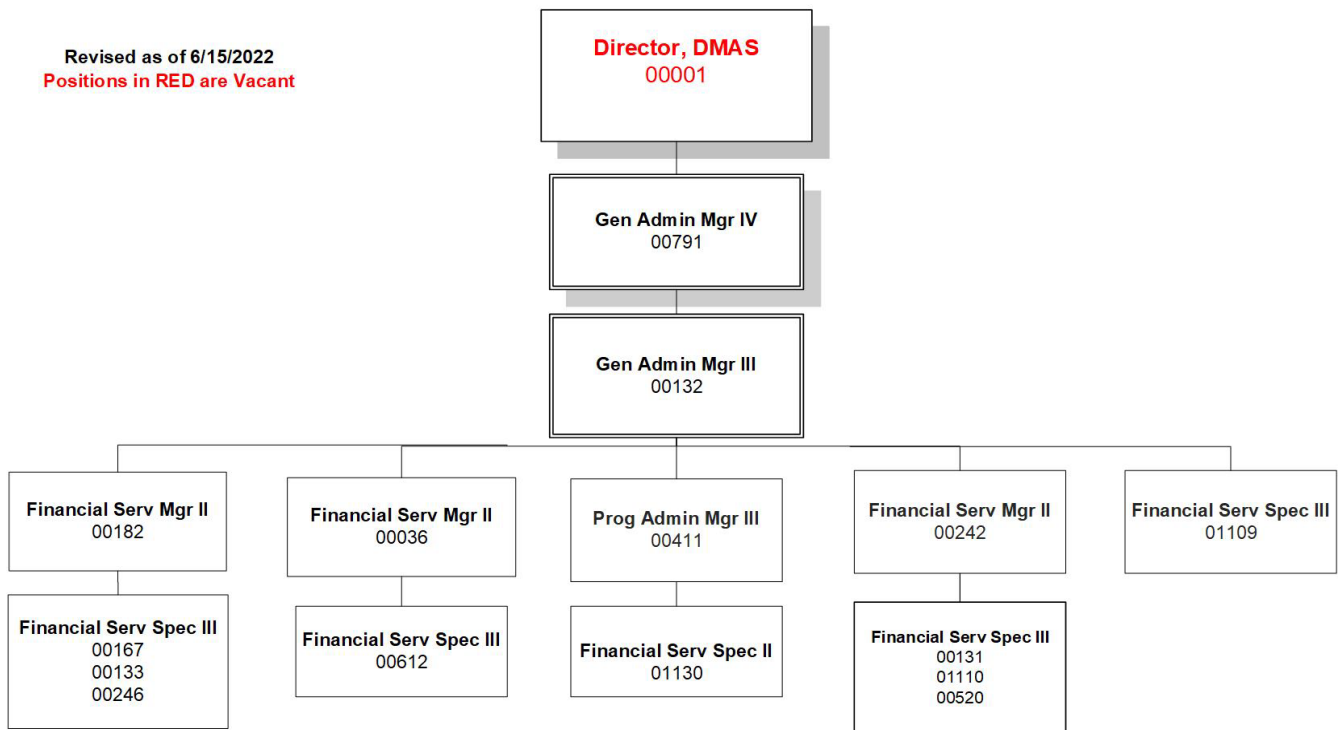 Revised as of 6/15/2022
Positions in RED are Vacant
Director, DMAS
00001
Gen Admin Mgr IV
00791
Gen Admin Mgr III
00132
Financial Serv Mgr II
00182
Financial Serv Mgr II
00036
Prog Admin Mgr III
00411
Financial Serv Mgr II
00242
Financial Serv Spec III
01109
Financial Serv Spec III
00167
00133
00246
Financial Serv Spec III
00612
Financial Serv Spec II
01130
Financial Serv Spec III
00131
01110
00520